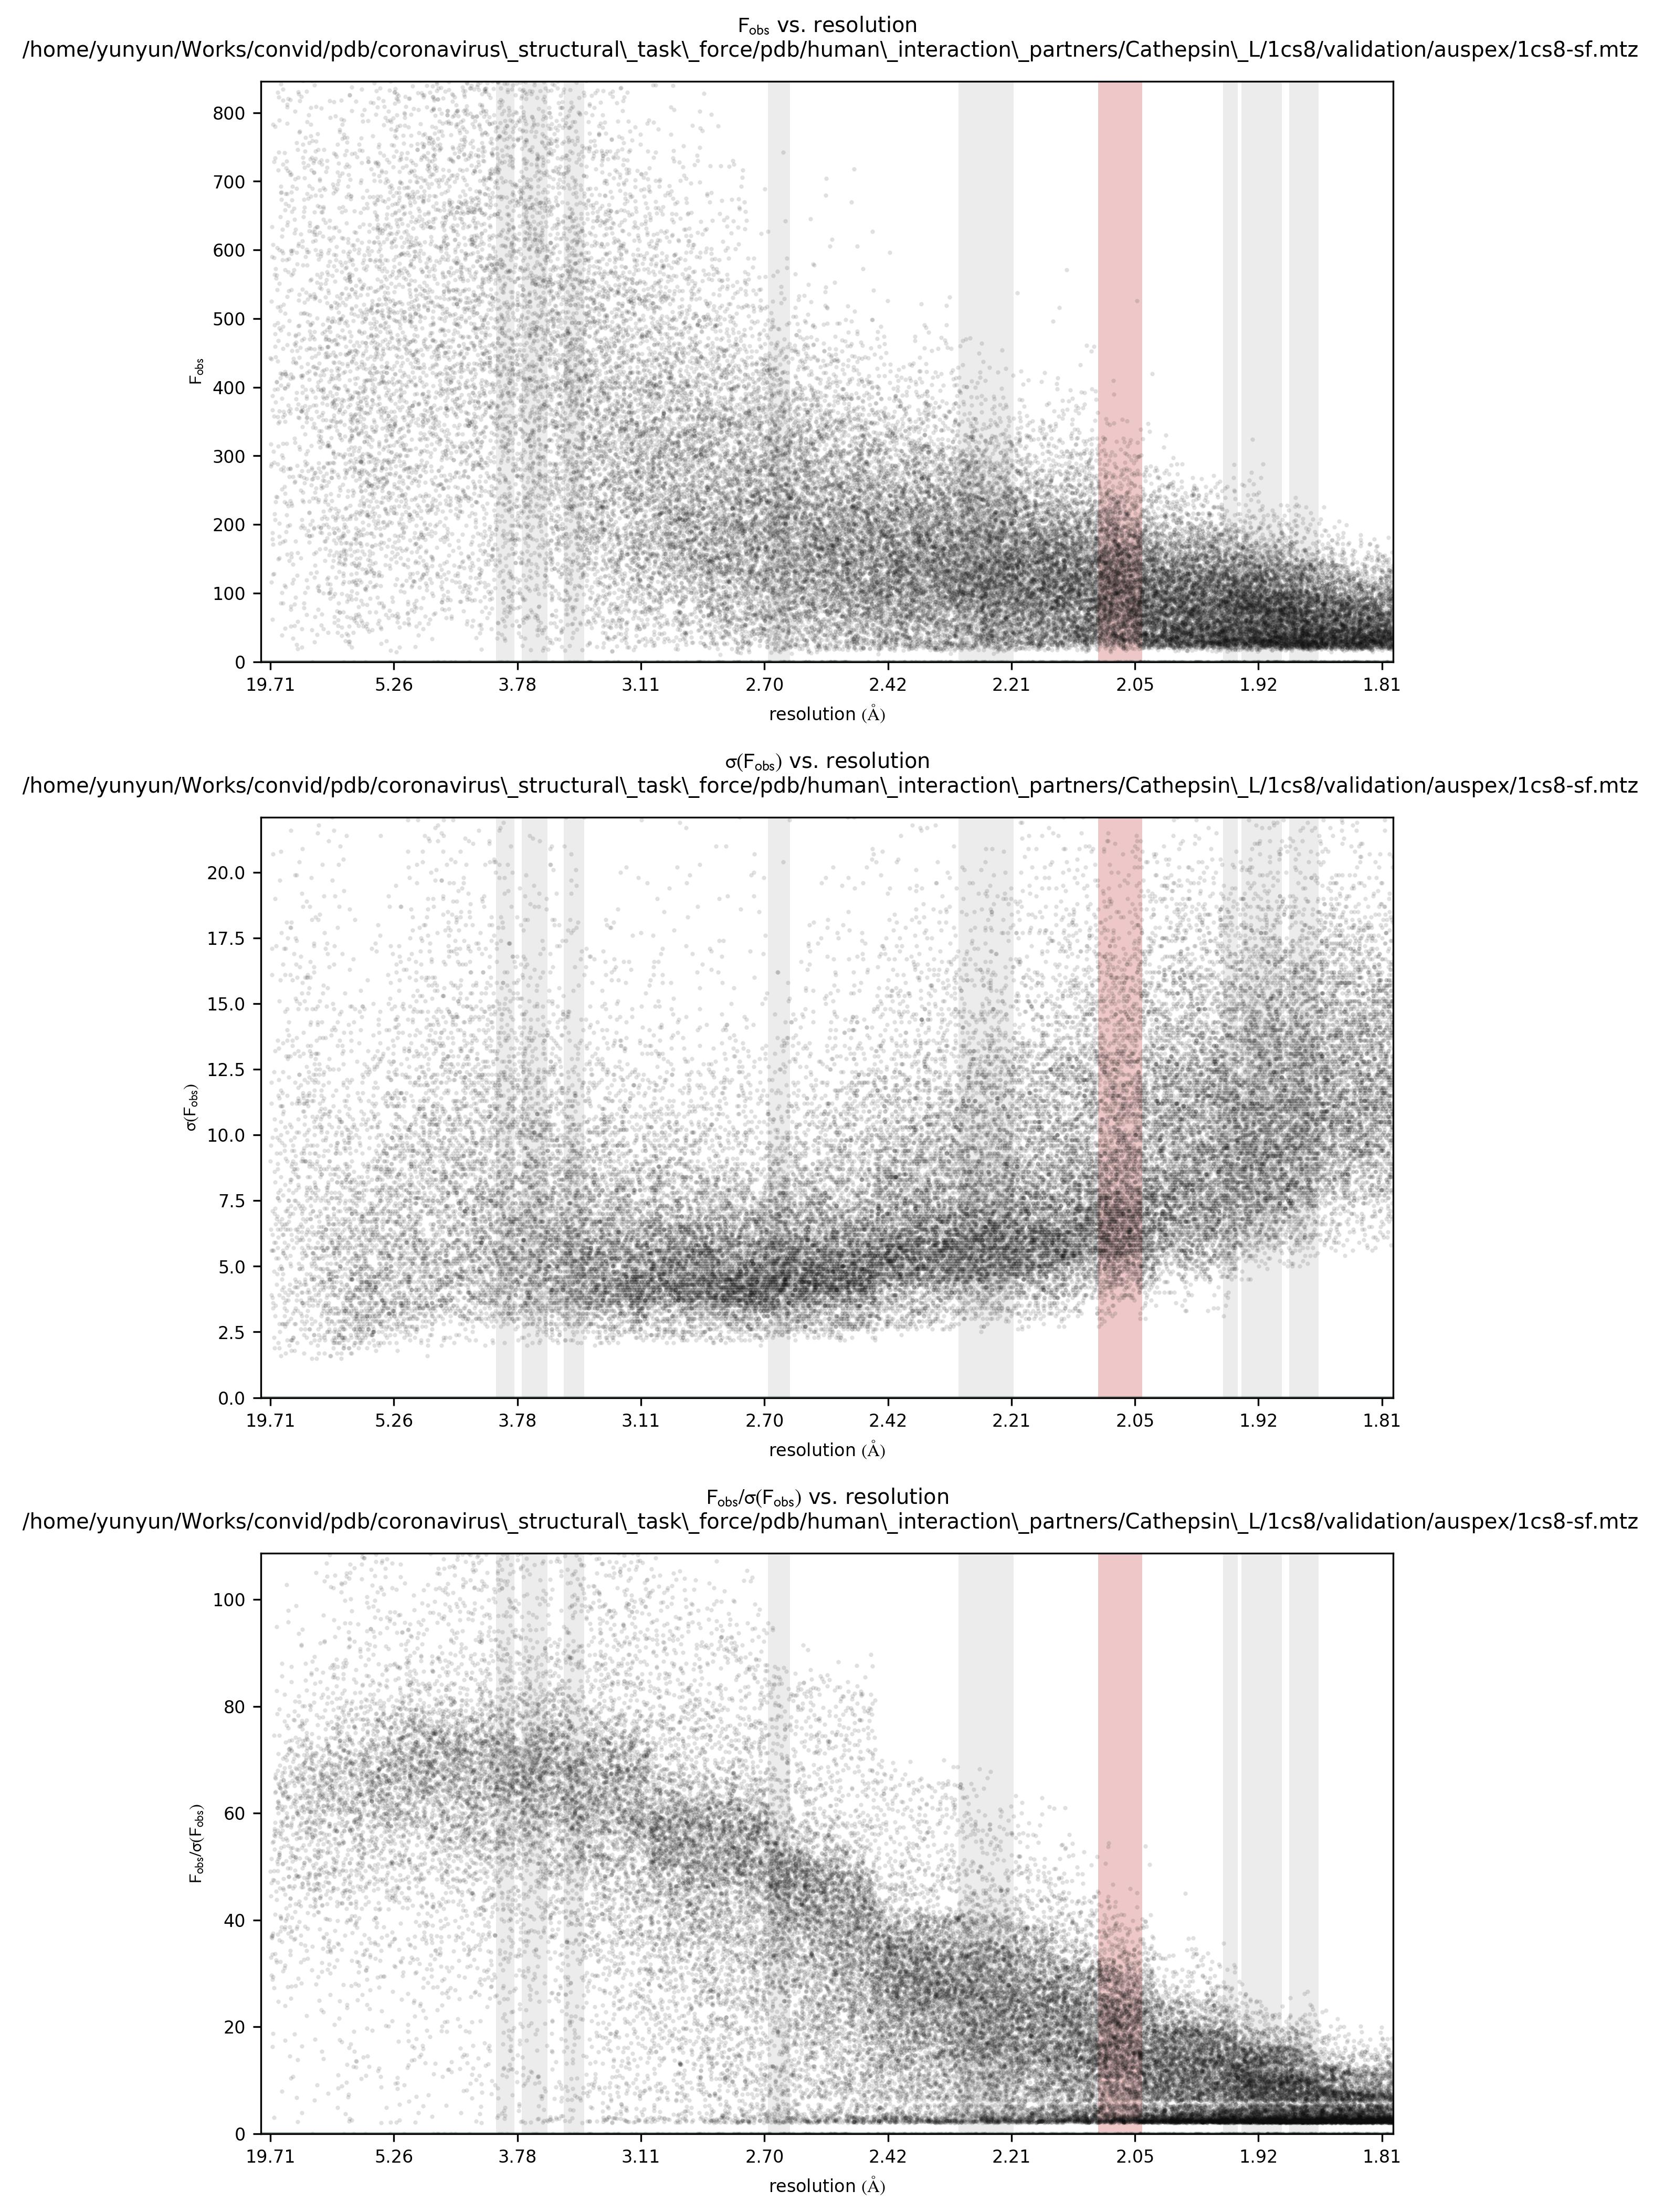 Fobs vs. resolution
/home/yunyun/Works/convid/pdb/coronavirus\_structural\_task\_force/pdb/human\_interaction\_partners/Cathepsin\_L/1cs8/validation/auspex/1cs8-sf.mtz
800
700
600
500
400
300
200
100
0
Fobs
19.71 5.26 3.78 3.11 2.70 2.42 2.21 2.05 1.92 1.81
resolution (Å)
σ(Fobs) vs. resolution
/home/yunyun/Works/convid/pdb/coronavirus\_structural\_task\_force/pdb/human\_interaction\_partners/Cathepsin\_L/1cs8/validation/auspex/1cs8-sf.mtz
20.0
17.5
15.0
12.5
10.0
7.5
5.0
2.5
0.0
σ(Fobs)
19.71 5.26 3.78 3.11 2.70 2.42 2.21 2.05 1.92 1.81
resolution (Å)
Fobs/σ(Fobs) vs. resolution
/home/yunyun/Works/convid/pdb/coronavirus\_structural\_task\_force/pdb/human\_interaction\_partners/Cathepsin\_L/1cs8/validation/auspex/1cs8-sf.mtz
100
80
60
40
20
0
Fobs/σ(Fobs)
19.71 5.26 3.78 3.11 2.70 2.42 2.21 2.05 1.92 1.81
resolution (Å)